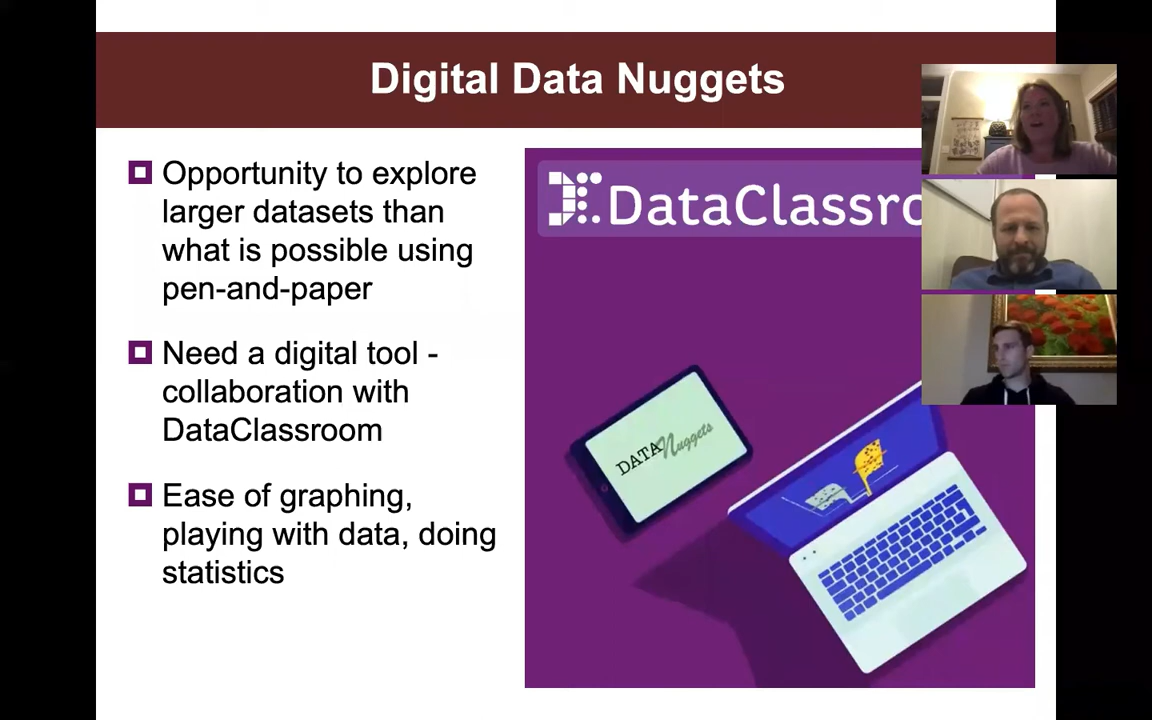 Digital Data Nuggets
Opportunity to explore
larger datasets than
what is possible using
pen-and-paper
Need a digital tool -
collaboration with
DataClassroom
Ease of graphing,
playing with data, doing
statistics
DataClassro
DATA Nuggets